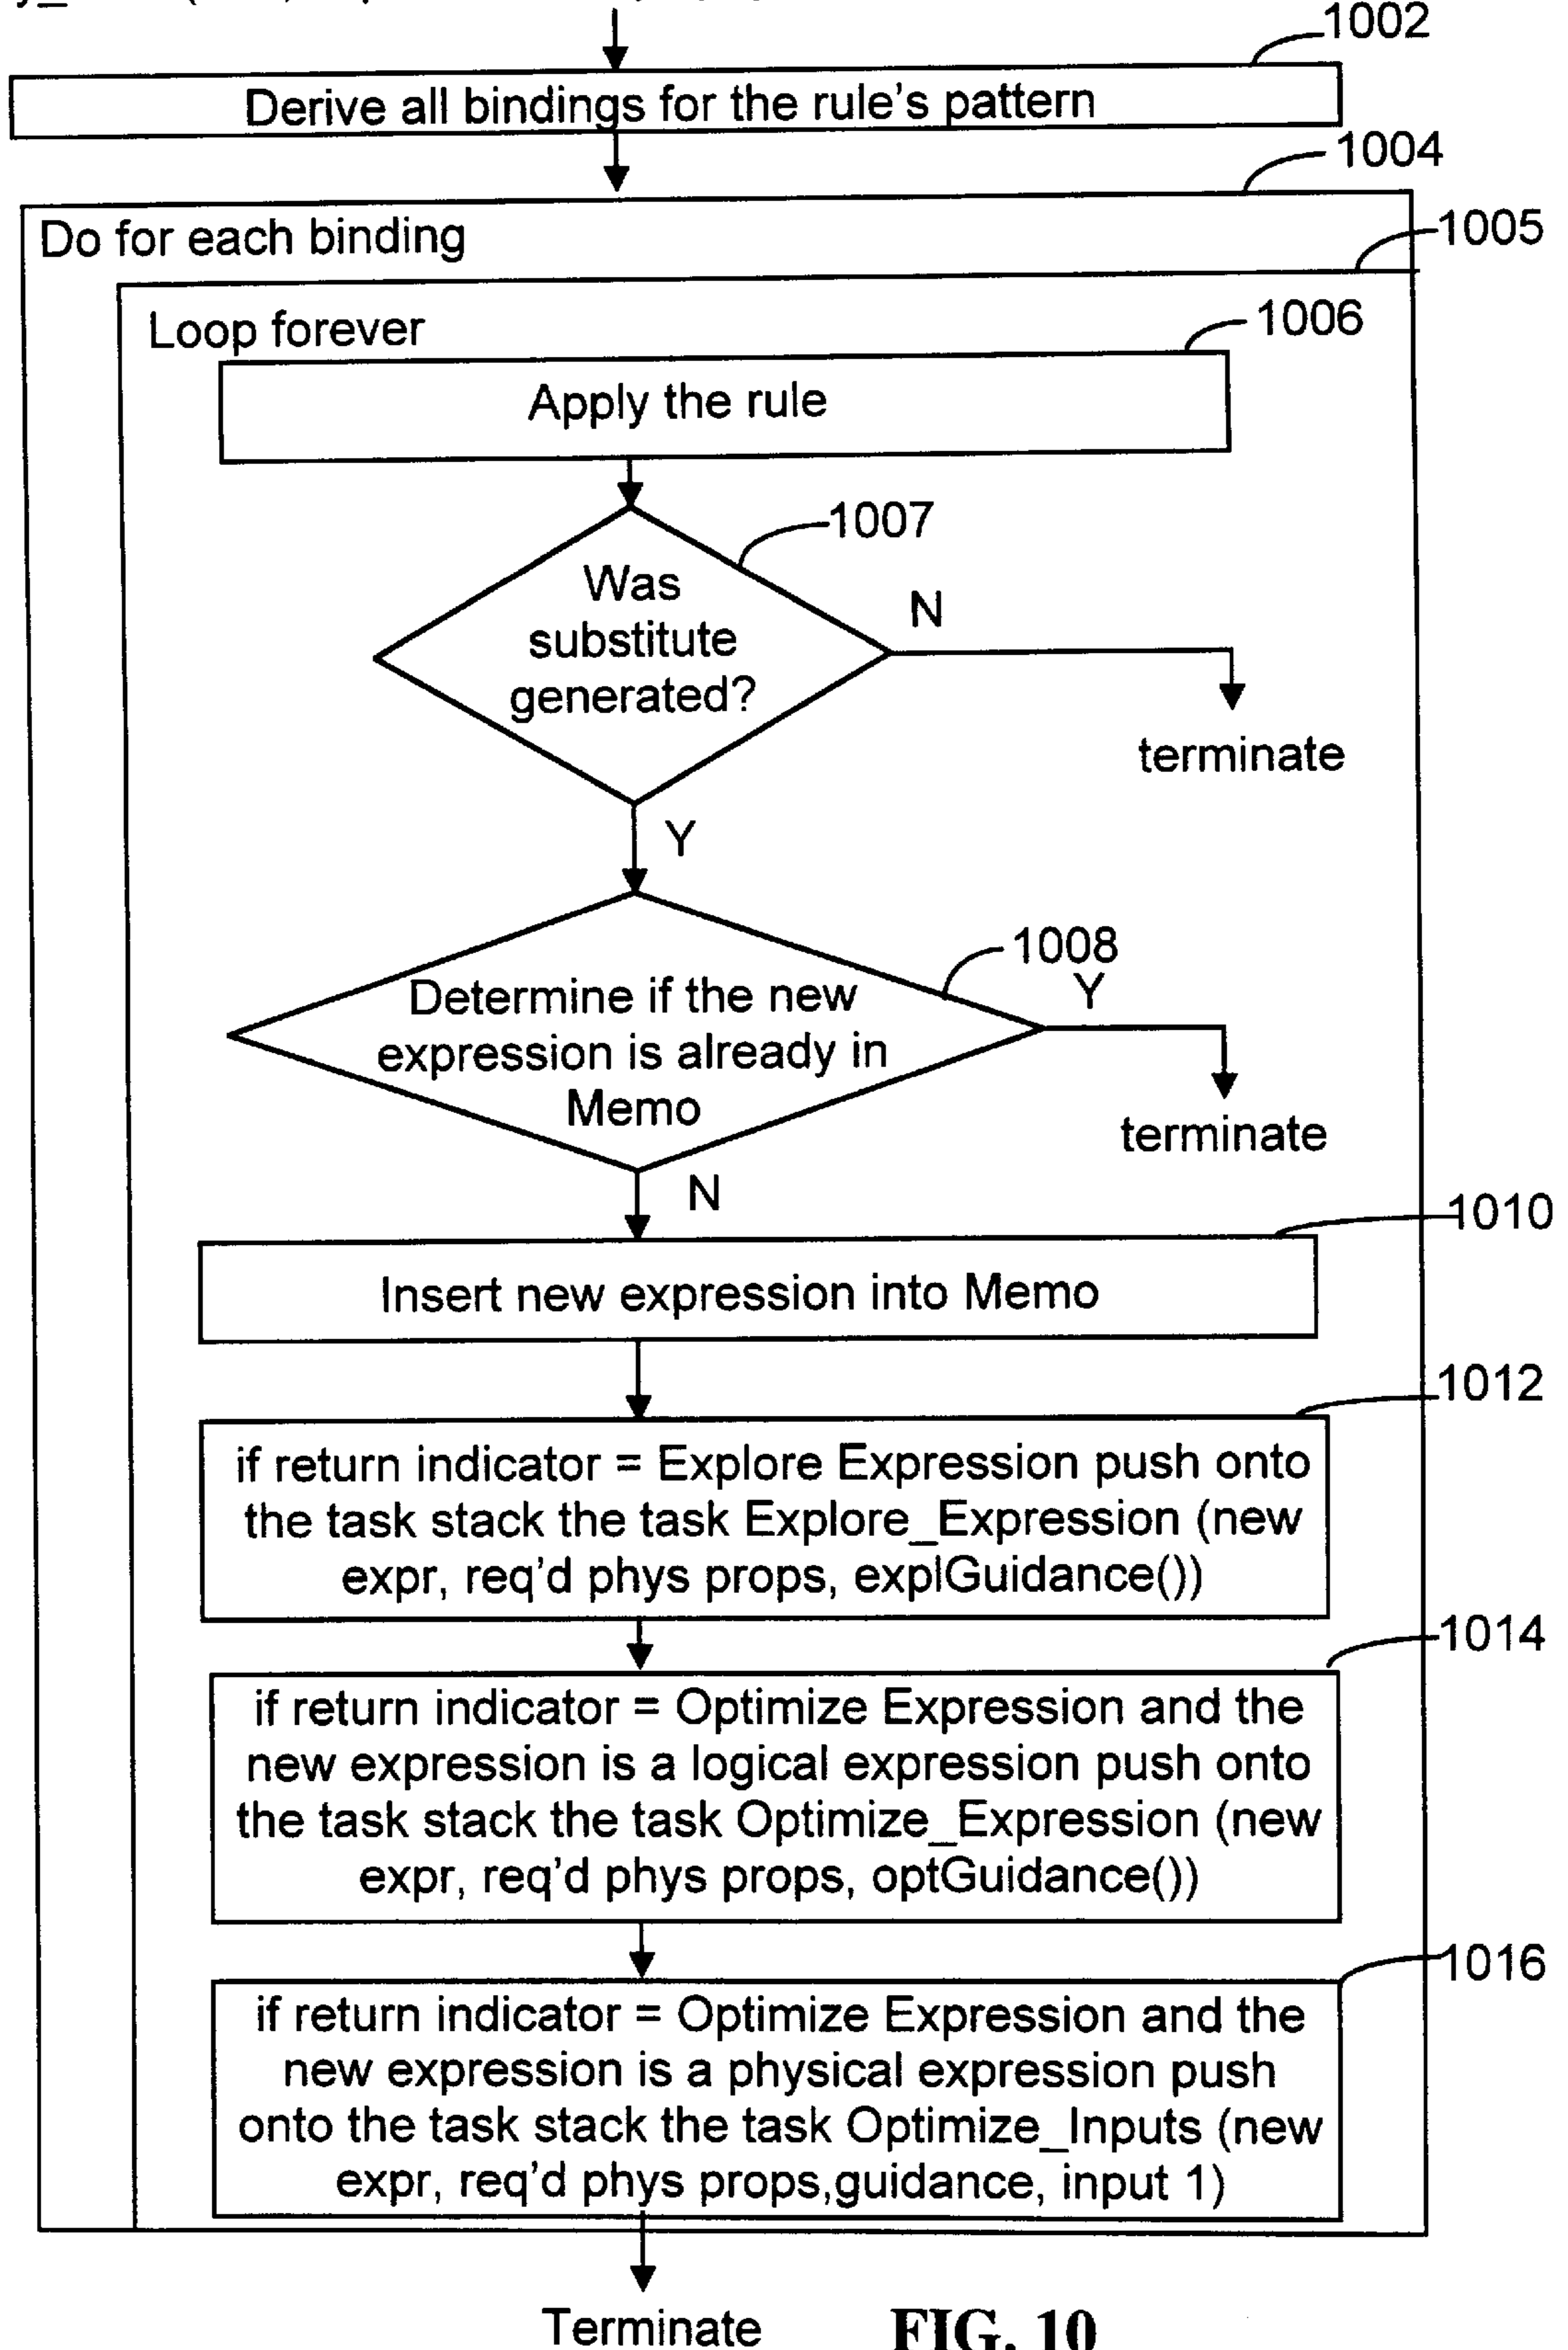 1002
Derive all bindings for the rule's pattern
1004
Do for each binding
1005
Loop forever
1006
Apply the rule
1007
Was
substitute
generated?
N
terminate
Y
1008
Determine if the new
expression is already in
Memo
Y
terminate
N
1010
Insert new expression into Memo
1012
if return indicator = Explore Expression push onto
the task stack the task Explore_Expression (new
expr, req'd phys props, explGuidance())
1014
if return indicator = Optimize Expression and the
new expression is a logical expression push onto
the task stack the task Optimize_Expression (new
expr, req'd phys props, optGuidance())
1016
if return indicator = Optimize Expression and the
new expression is a physical expression push
onto the task stack the task Optimize_Inputs (new
expr, req'd phys props,guidance, input 1)
Terminate
FIG. 10